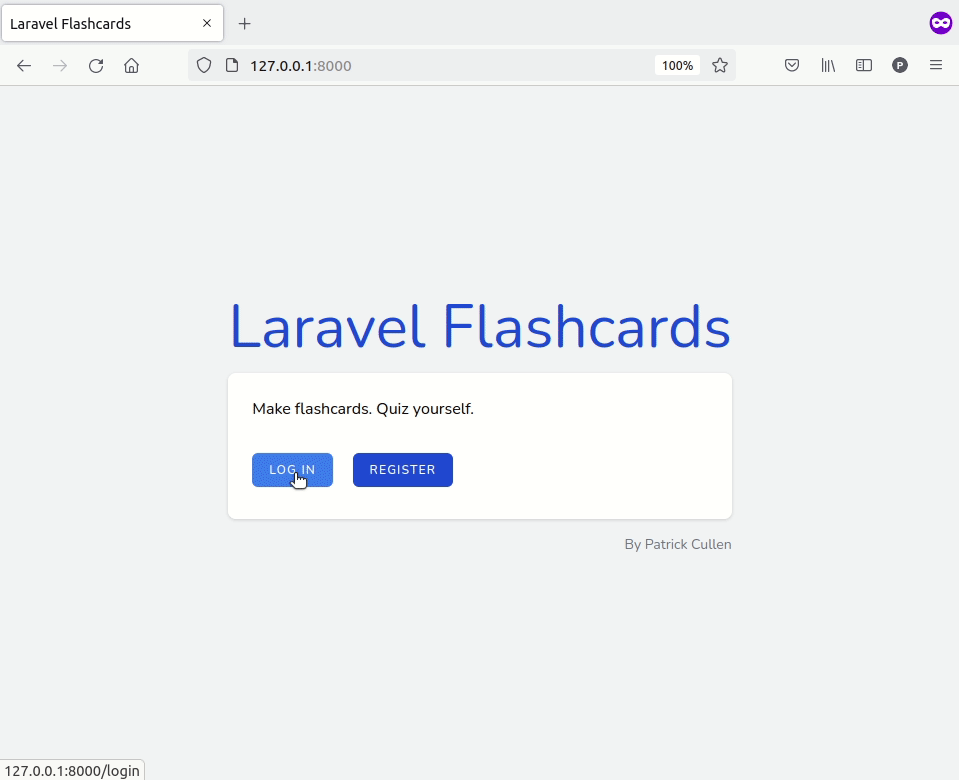 Laravel Flashcards
127.0.0.1:8000
100%
P
Laravel Flashcards
Make flashcards. Quiz yourself.
LOG IN
REGISTER
By Patrick Cullen
127.0.0.1:8000/login